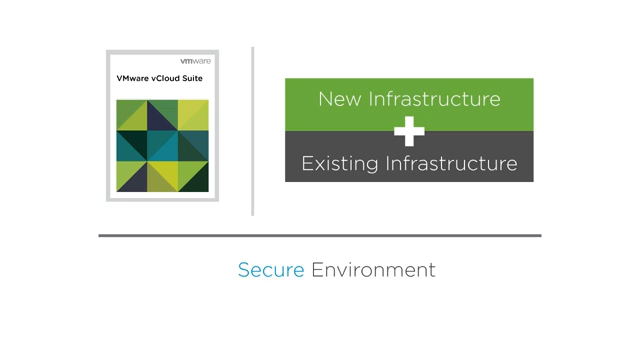 vmware
VMware vCloud Suite
New Infrastructure
+
Existing Infrastructure
Secure Environment